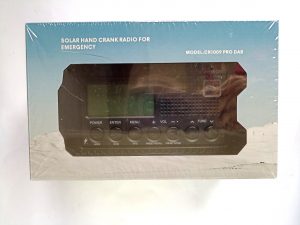 SOLAR HAND CRANK RADIO FOR
EMERGENCY
MODEL:CR1009 PRO DAB
POWER ENTER MENU VOL TUNE